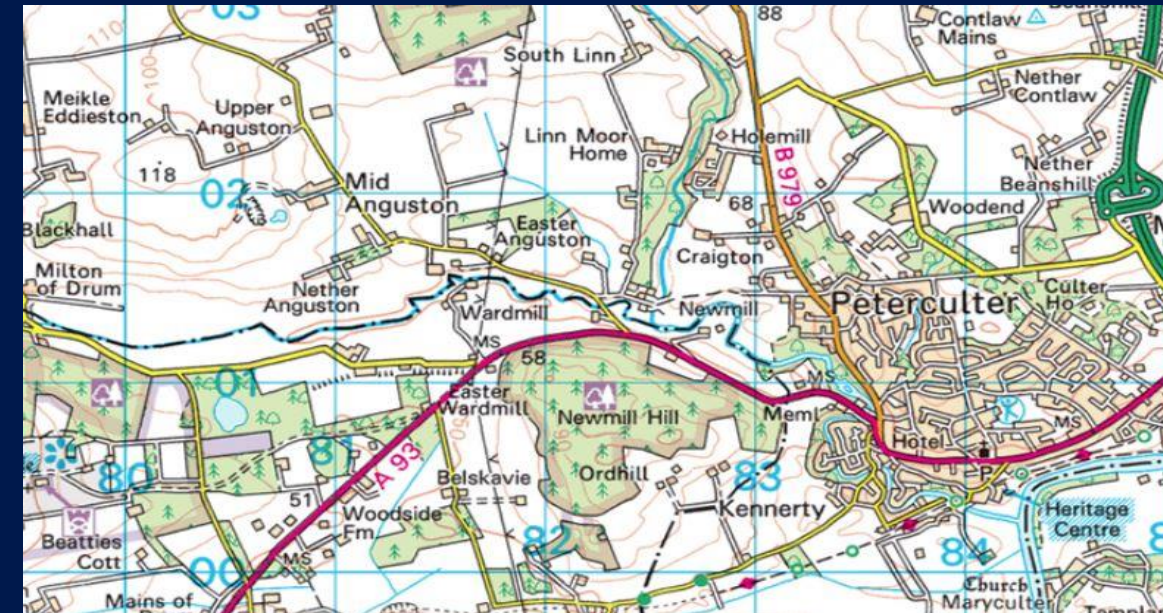 03
88
Contlaw
Mains
110
South Linn
100
Nether
Contlaw
Meikle
Eddieston
Upper
Anguston
Linn Moor
Home
Holemill
B 979
118
Nether
Beanshill
02
Mid
Anguston
68
Woodend
Blackhall
Easter
Anguston
Craigton
Milton
of Drum
Nether
Anguston
Wardmill
Newmill
Peterculter
Culter
Ho
MS
58
01
Easter
Wardmill
MS
Newmill Hill
Meml
MS
50
81
Hotel
80
A 93
Ordhill
83
P
Belskavie
51
Kennerty
Heritage
Centre
Woodside
Fm
Beatties
Cott
82
84
8
00
MS
Church
Maryculter
Mains of